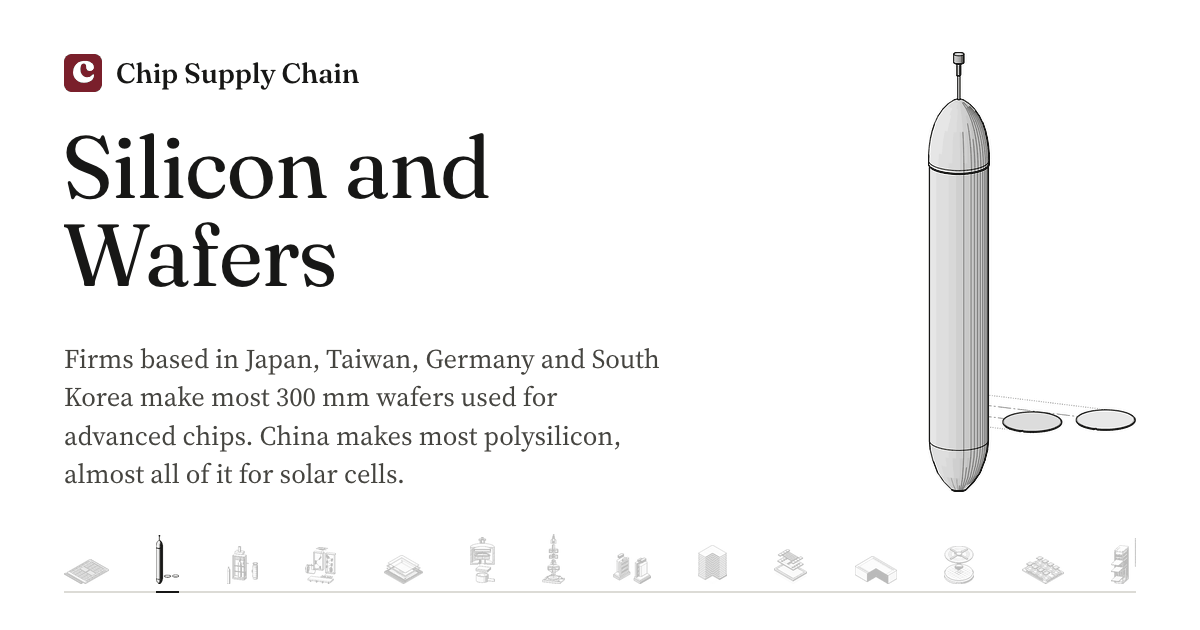 C
Chip Supply Chain
Silicon and
Wafers
Firms based in Japan, Taiwan, Germany and South
Korea make most 300 mm wafers used for
advanced chips. China makes most polysilicon,
almost all of it for solar cells.